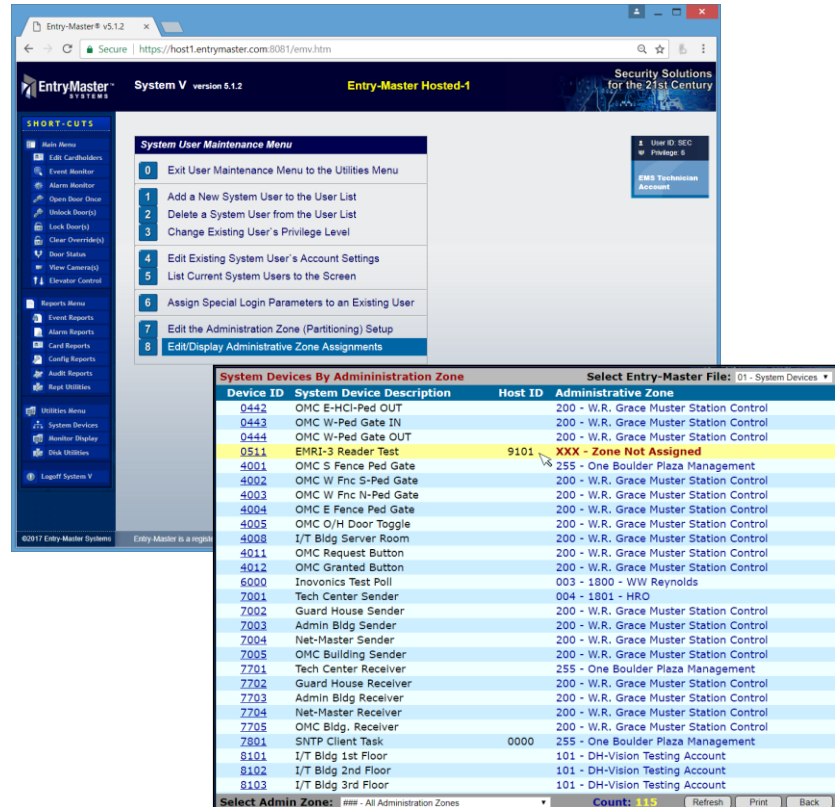 Entry-Master® v5.1.2
Secure | https://host1.entrymaster.com:8081/emv.htm
EntryMaster™
SYSTEMS
System V version 5.1.2
Entry-Master Hosted-1
Security Solutions
for the 21st Century
SHORT-CUTS
Main Menu
Edit Cardholders
Event Monitor
Alarm Monitor
Open Door Once
Unlock Door(s)
Lock Door(s)
Clear Override(s)
Door Status
View Camera(s)
Elevator Control
Reports Menu
Event Reports
Alarm Reports
Card Reports
Config Reports
Audit Reports
Rept Utilities
Utilities Menu
System Devices
Monitor Display
Disk Utilities
Logoff System V
©2017 Entry-Master Systems
Entry-Master is a registe
System User Maintenance Menu
0 Exit User Maintenance Menu to the Utilities Menu
1 Add a New System User to the User List
2 Delete a System User from the User List
3 Change Existing User`s Privilege Level
4 Edit Existing System User`s Account Settings
5 List Current System Users to the Screen
6 Assign Special Login Parameters to an Existing User
7 Edit the Administration Zone (Partitioning) Setup
8 Edit/Display Administrative Zone Assignments
User ID: SEC
Privilege: 6
EMS Technician
Account
System Devices By Admininistration Zone Select Entry-Master File: 01 - System Devices
Device ID System Device Description Host ID Administrative Zone
0442 OMC E-HCl-Ped OUT 200 - W.R. Grace Muster Station Control
0443 OMC W-Ped Gate IN 200 - W.R. Grace Muster Station Control
0444 OMC W-Ped Gate OUT 200 - W.R. Grace Muster Station Control
0511 EMRI-3 Reader Test 9101 XXX - Zone Not Assigned
4001 OMC S Fence Ped Gate 255 - One Boulder Plaza Management
4002 OMC W Fnc S-Ped Gate 200 - W.R. Grace Muster Station Control
4003 OMC W Fnc N-Ped Gate 200 - W.R. Grace Muster Station Control
4004 OMC E Fence Ped Gate 200 - W.R. Grace Muster Station Control
4005 OMC O/H Door Toggle 200 - W.R. Grace Muster Station Control
4008 I/T Bldg Server Room 200 - W.R. Grace Muster Station Control
4011 OMC Request Button 200 - W.R. Grace Muster Station Control
4012 OMC Granted Button 200 - W.R. Grace Muster Station Control
6000 Inovonics Test Poll 003 - 1800 - WW Reynolds
7001 Tech Center Sender 004 - 1801 - HRO
7002 Guard House Sender 200 - W.R. Grace Muster Station Control
7003 Admin Bldg Sender 200 - W.R. Grace Muster Station Control
7004 Net-Master Sender 200 - W.R. Grace Muster Station Control
7005 OMC Building Sender 200 - W.R. Grace Muster Station Control
7701 Tech Center Receiver 255 - One Boulder Plaza Management
7702 Guard House Receiver 200 - W.R. Grace Muster Station Control
7703 Admin Bldg Receiver 200 - W.R. Grace Muster Station Control
7704 Net-Master Receiver 200 - W.R. Grace Muster Station Control
7705 OMC Bldg. Receiver 200 - W.R. Grace Muster Station Control
7801 SNTP Client Task 0000 255 - One Boulder Plaza Management
8101 I/T Bldg 1st Floor 101 - DH-Vision Testing Account
8102 I/T Bldg 2nd Floor 101 - DH-Vision Testing Account
8103 I/T Bldg 3rd Floor 101 - DH-Vision Testing Account
Select Admin Zone: ### - All Administration Zones Count: 115 Refresh Print Back